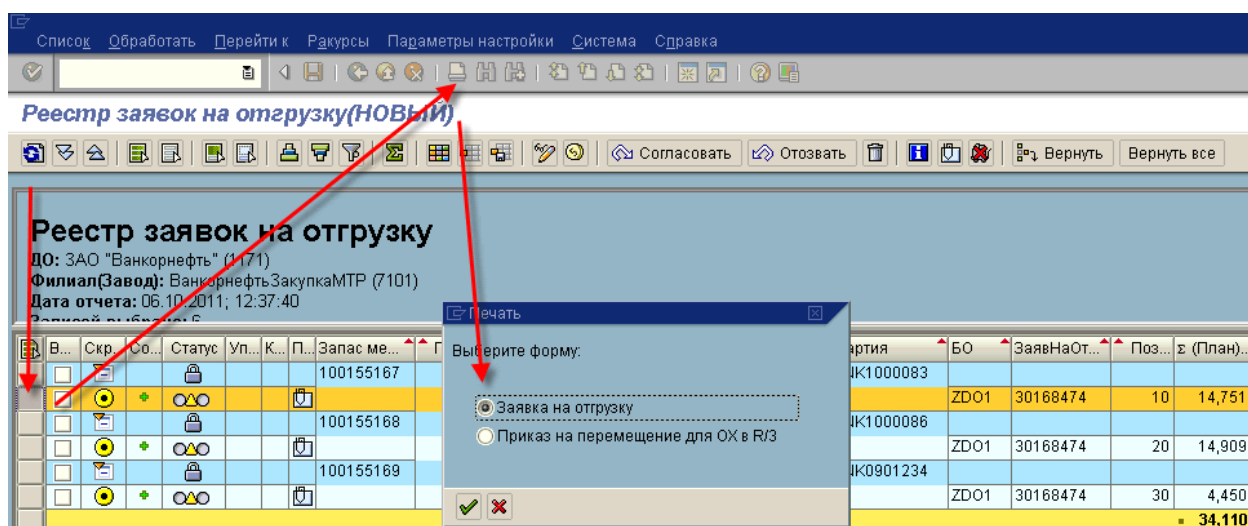 Список Обработать Перейти к Ракурсы Параметры настройки Система Справка
Реестр заявок на отгрузку(НОВЫЙ)
Согласовать Отозвать Вернуть Вернуть все
Реестр заявок на отгрузку
ДО: ЗАО "Ванкорнефть" (1171)
Филиал(Завод): ВанкорнефтьЗакупкаМТР (7101)
Дата отчета: 06.10.2011; 12:37:40
Печать
Выберите форму:
Заявка на отгрузку
Приказ на перемещение для ОХ в R/3
В... Скр. Со... Статус Уп... К... П... Запас ме... БО ЗаявНаОт... Поз... Σ (План)...
100155167
ZDO1 30168474 10 14,751
100155168
ZDO1 30168474 20 14,909
100155169
ZDO1 30168474 30 4,450
34,110